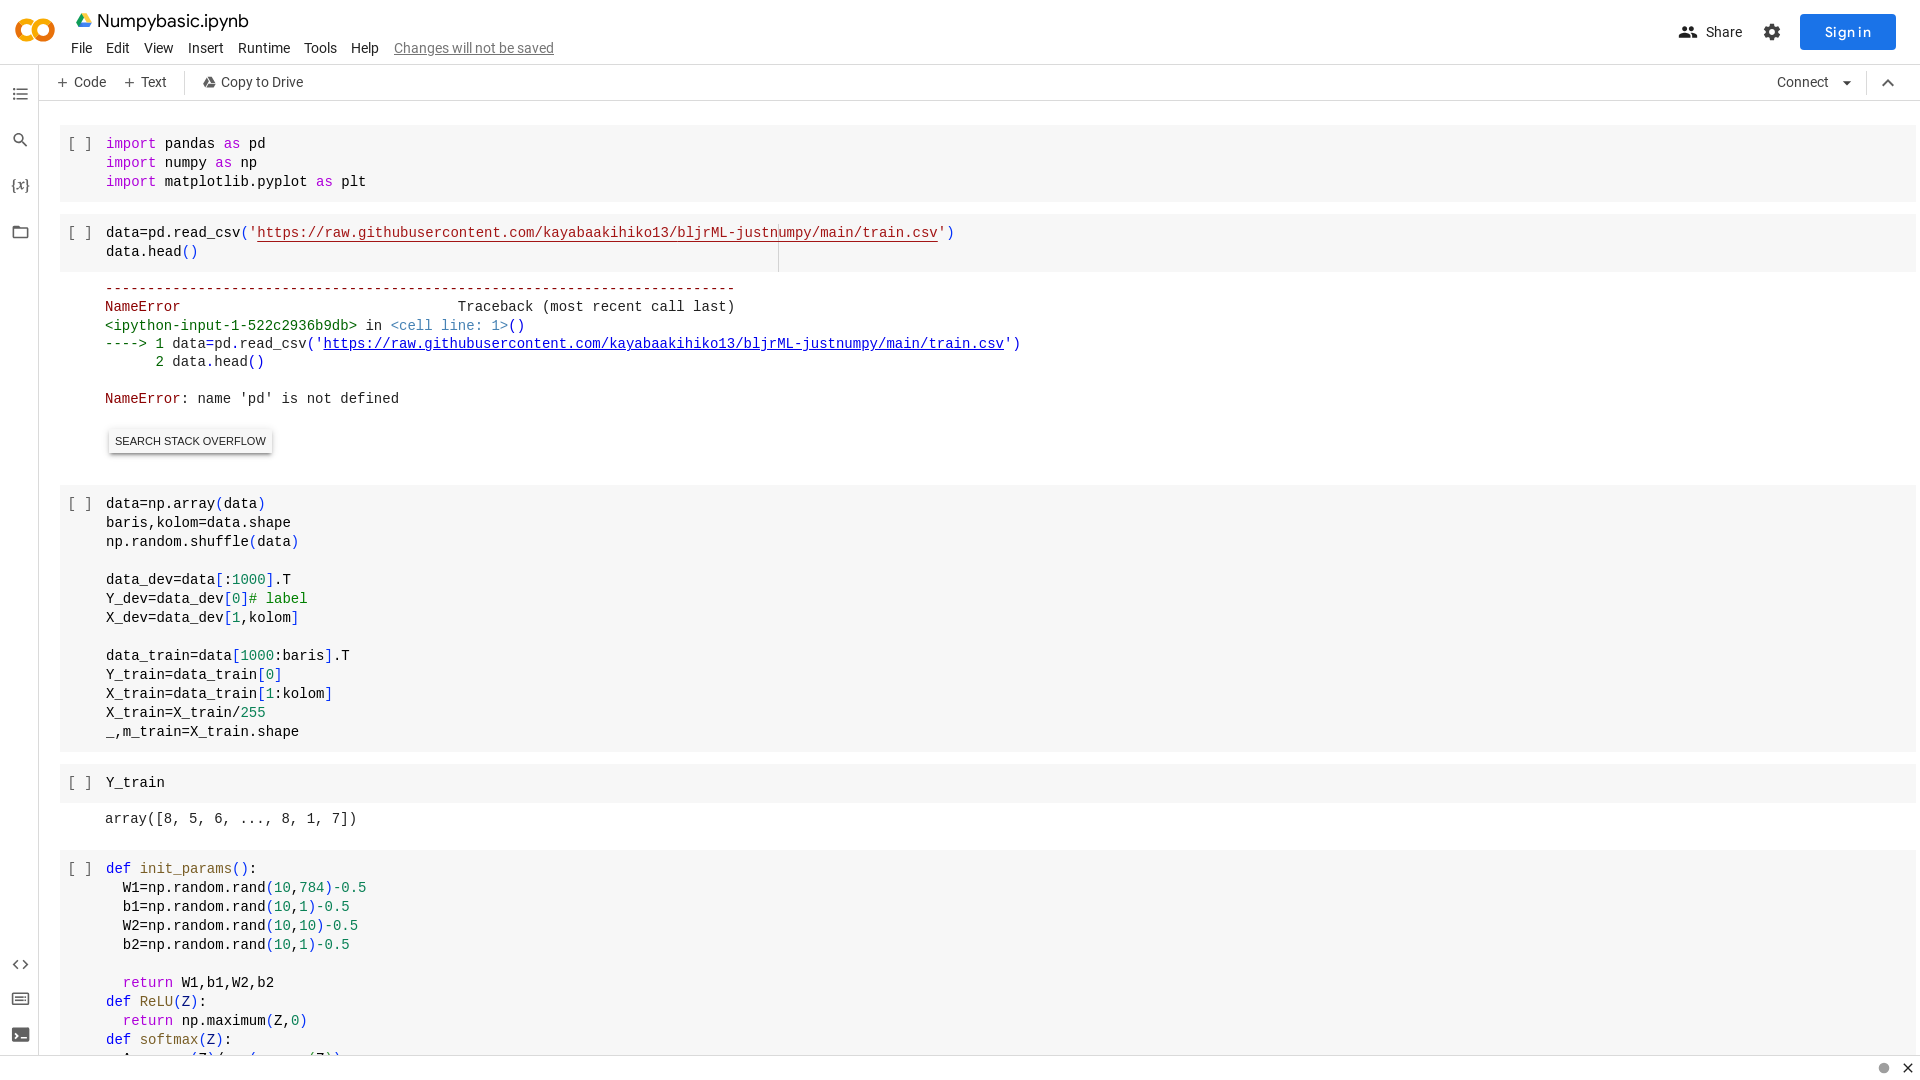 Numpybasic.ipynb
File Edit View Insert Runtime Tools Help Changes will not be saved
Share
Sign in
+ Code + Text Copy to Drive
Connect
{x}
[ ] import pandas as pd
import numpy as np
import matplotlib.pyplot as plt
[ ] data=pd.read_csv('https://raw.githubusercontent.com/kayabaakihiko13/bljrML-justnumpy/main/train.csv')
data.head()
---------------------------------------------------------------------------
NameError                                 Traceback (most recent call last)
<ipython-input-1-522c2936b9db> in <cell line: 1>()
----> 1 data=pd.read_csv('https://raw.githubusercontent.com/kayabaakihiko13/bljrML-justnumpy/main/train.csv')
      2 data.head()
NameError: name 'pd' is not defined
SEARCH STACK OVERFLOW
[ ] data=np.array(data)
baris,kolom=data.shape
np.random.shuffle(data)
data_dev=data[:1000].T
Y_dev=data_dev[0]# label
X_dev=data_dev[1,kolom]
data_train=data[1000:baris].T
Y_train=data_train[0]
X_train=data_train[1:kolom]
X_train=X_train/255
_,m_train=X_train.shape
[ ] Y_train
array([8, 5, 6, ..., 8, 1, 7])
[ ] def init_params():
  W1=np.random.rand(10,784)-0.5
  b1=np.random.rand(10,1)-0.5
  W2=np.random.rand(10,10)-0.5
  b2=np.random.rand(10,1)-0.5
  return W1,b1,W2,b2
def ReLU(Z):
  return np.maximum(Z,0)
def softmax(Z):